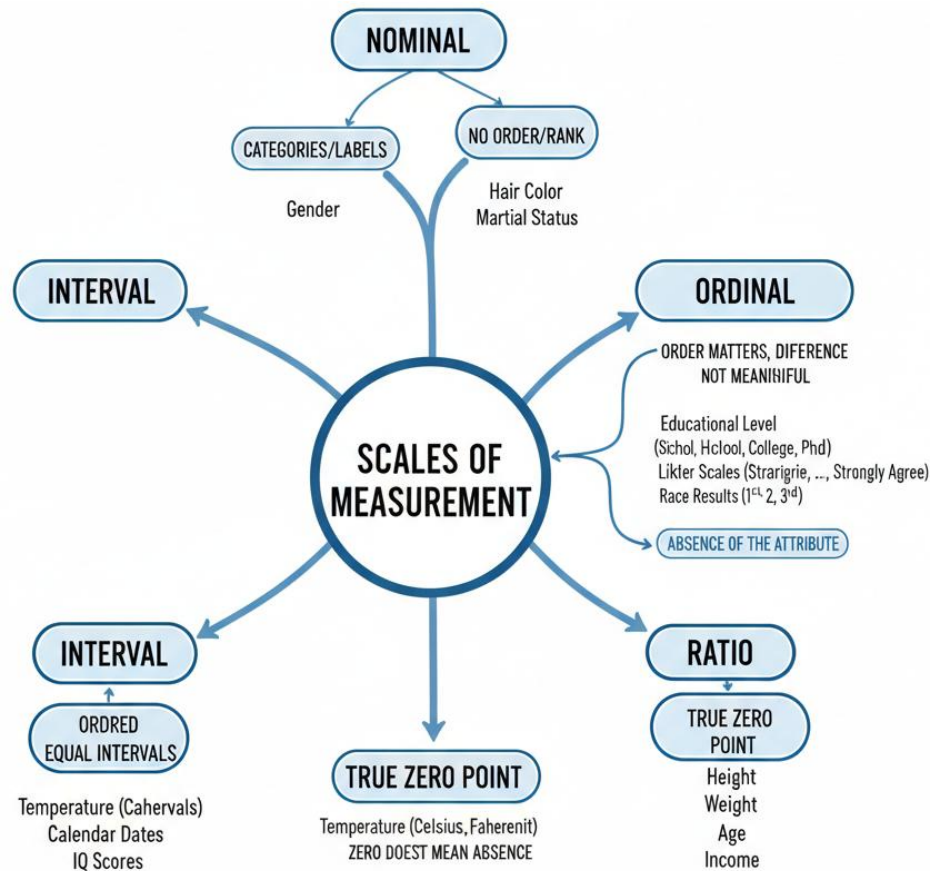 NOMINAL
CATEGORIES/LABELS
NO ORDER/RANK
Gender
Hair Color
Martial Status
INTERVAL
ORDINAL
ORDER MATTERS, DIFERENCE
NOT
Educational Level
(Sichol, Hclool, College, Phd)
Likter Scales (Strarigrie, ..., Strongly Agree)
Race Results (1st, 2, 3rd)
ABSENCE OF THE ATTRIBUTE
SCALES OF
MEASUREMENT
INTERVAL
ORDRED
EQUAL INTERVALS
Temperature (Cahervals)
Calendar Dates
IQ Scores
TRUE ZERO POINT
Temperature (Celsius, Faherenit)
ZERO DOEST MEAN ABSENCE
RATIO
TRUE ZERO
POINT
Height
Weight
Age
Income